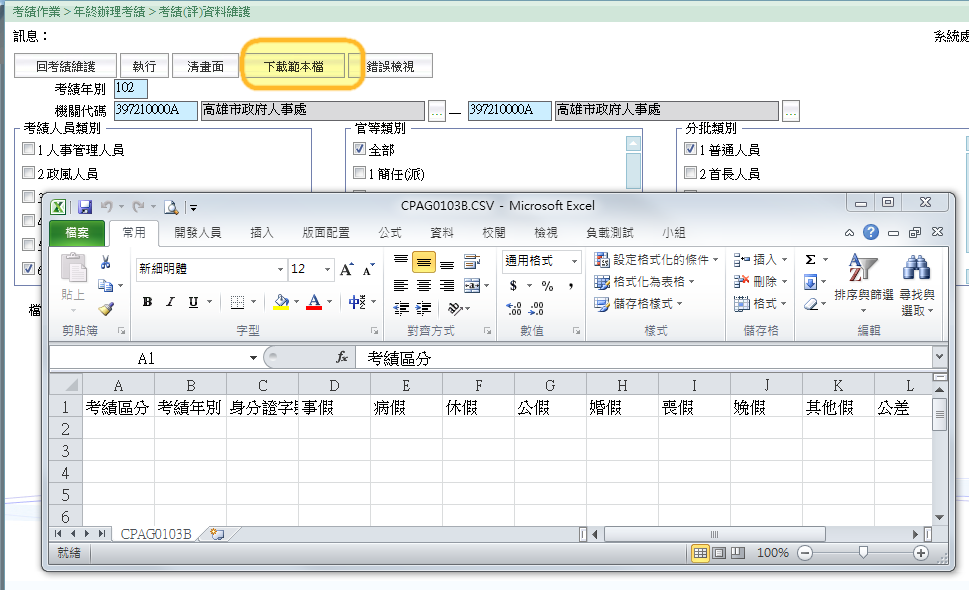 考績作業 > 年終辦理考績 > 考績(評)資料維護
訊息：
系統處
回考績維護 執行 清畫面 下載範本檔 錯誤檢視
考績年別 102
機關代碼 397210000A 高雄市政府人事處 ... — 397210000A 高雄市政府人事處 ...
考績人員類別 官等類別 分批類別
1 人事管理人員 全部 1 普通人員
2 政風人員 1 簡任(派) 2 首長人員
CPAG0103B.CSV - Microsoft Excel
檔案 常用 開發人員 插入 版面配置 公式 資料 校閱 檢視 負載測試 小組
貼上
新細明體 12 A A
B I U A 中
通用格式
$ % ,
.00 .00
設定格式化的條件
格式化為表格
儲存格樣式
插入
刪除
格式
Σ
排序與篩選 尋找與
選取
剪貼簿 字型 對齊方式 數值 樣式 儲存格 編輯
A1 fx 考績區分
A B C D E F G H I J K L
1 考績區分 考績年別 身分證字 事假 病假 休假 公假 婚假 喪假 娩假 其他假 公差
2
3
4
5
6
CPAG0103B
就緒 100%